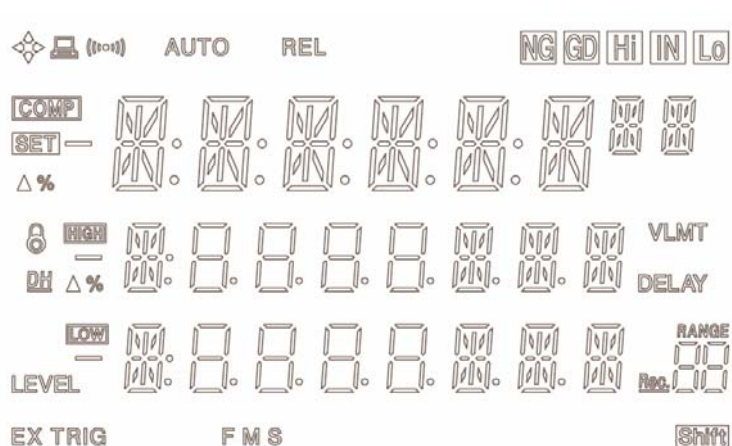 AUTO REL NG GD Hi IN Lo
COMP
SET
△ %
HIGH VLMT
DH △ % DELAY
LOW RANGE
LEVEL Rec.
EX TRIG F M S Shift